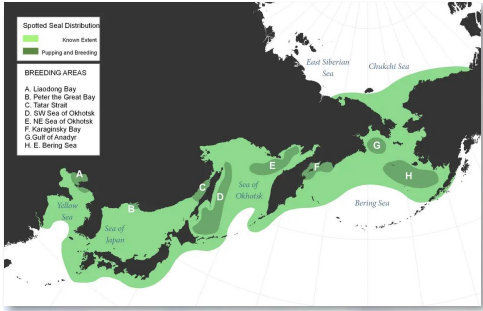 Spotted Seal Distribution
Known Extent
Pupping and Breeding
BREEDING AREAS
A. Liaodong Bay
B. Peter the Great Bay
C. Tatar Strait
D. SW Sea of Okhotsk
E. NE Sea of Okhotsk
F. Karaginsky Bay
G.Gulf of Anadyr
H. E. Bering Sea
East Siberian
Sea
Chukchi Sea
A
B
C
D
E
F
G
H
Yellow
Sea
Sea of
Japan
Sea of
Okhotsk
Bering Sea